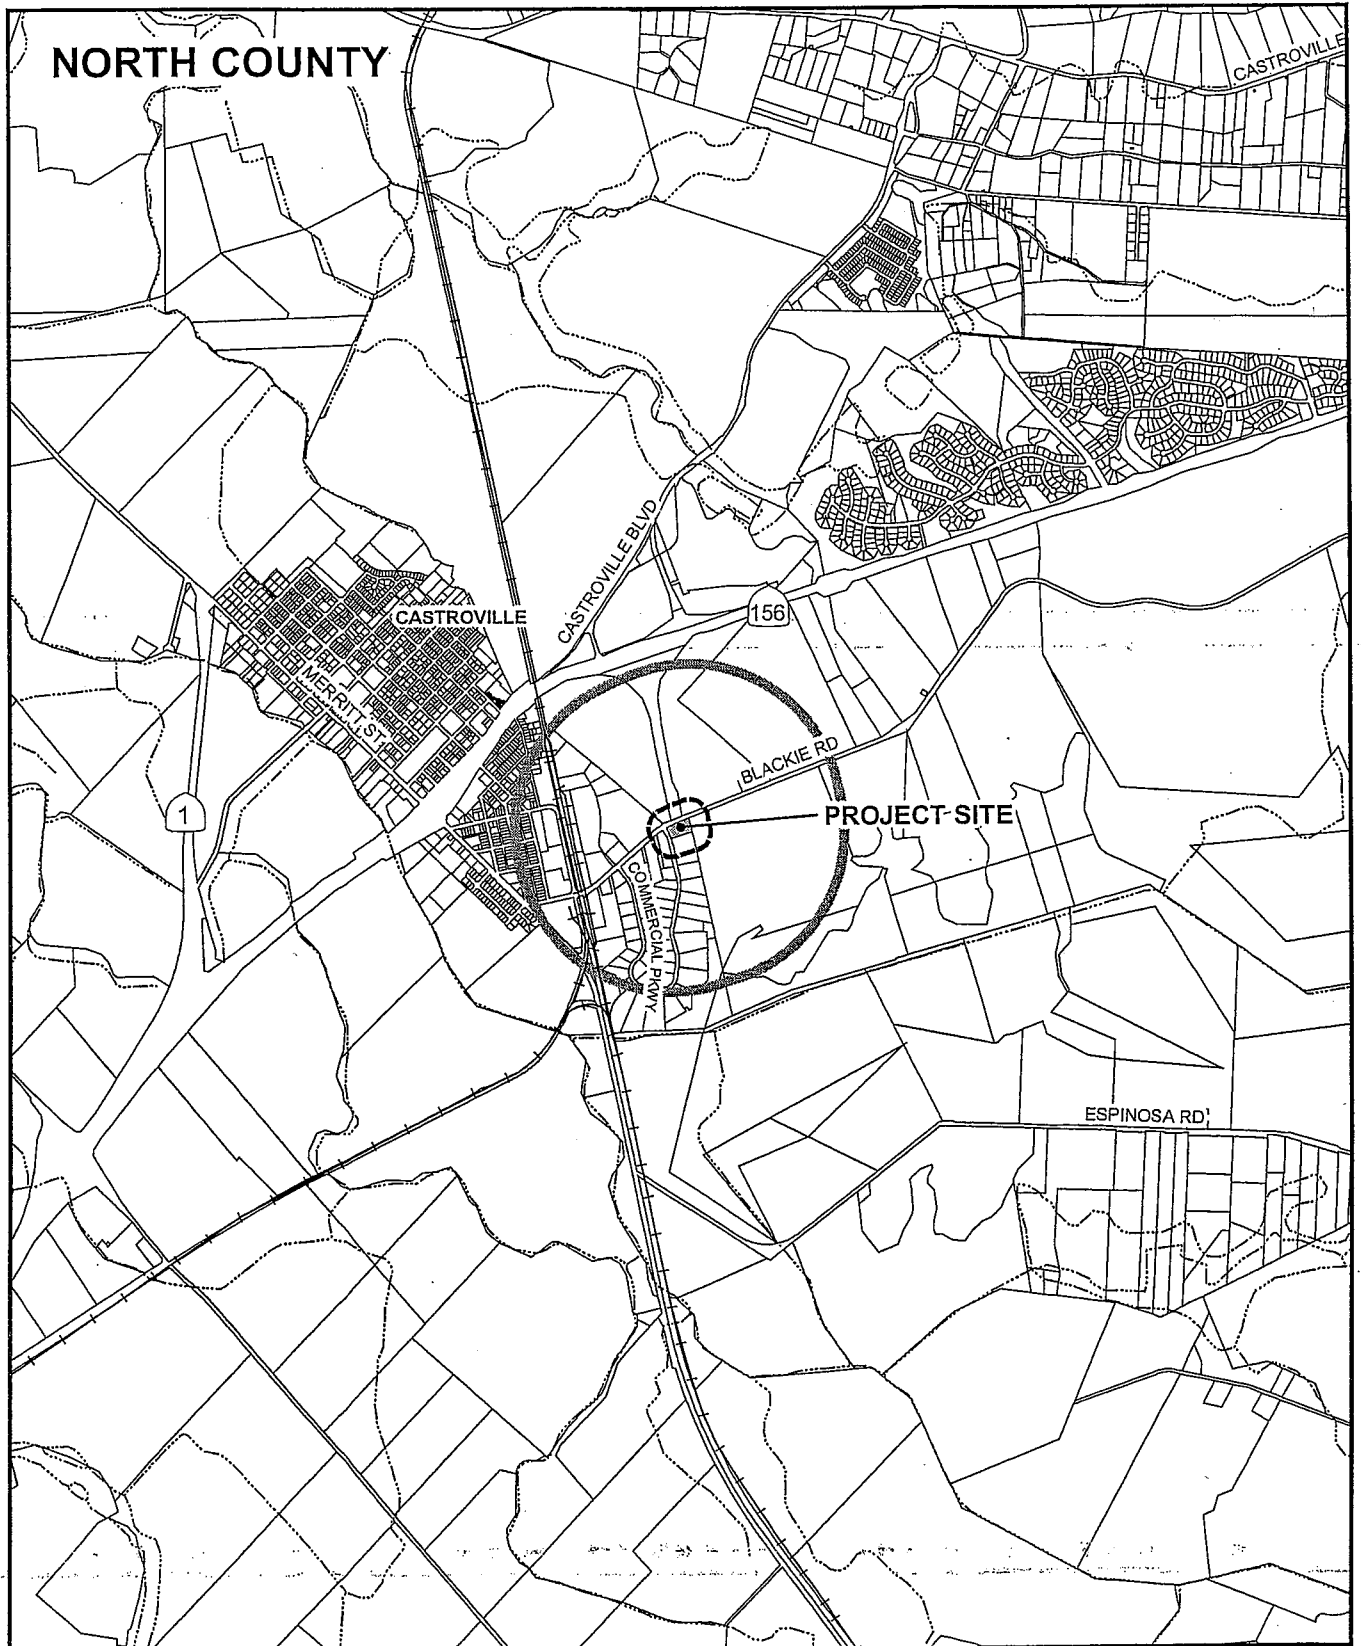 NORTH COUNTY
CASTROVILLE
CASTROVILLE BLVD
156
CASTROVILLE
MERRITT ST
1
BLACKIE RD
PROJECT SITE
COMMERCIAL PKWY
ESPINOSA RD